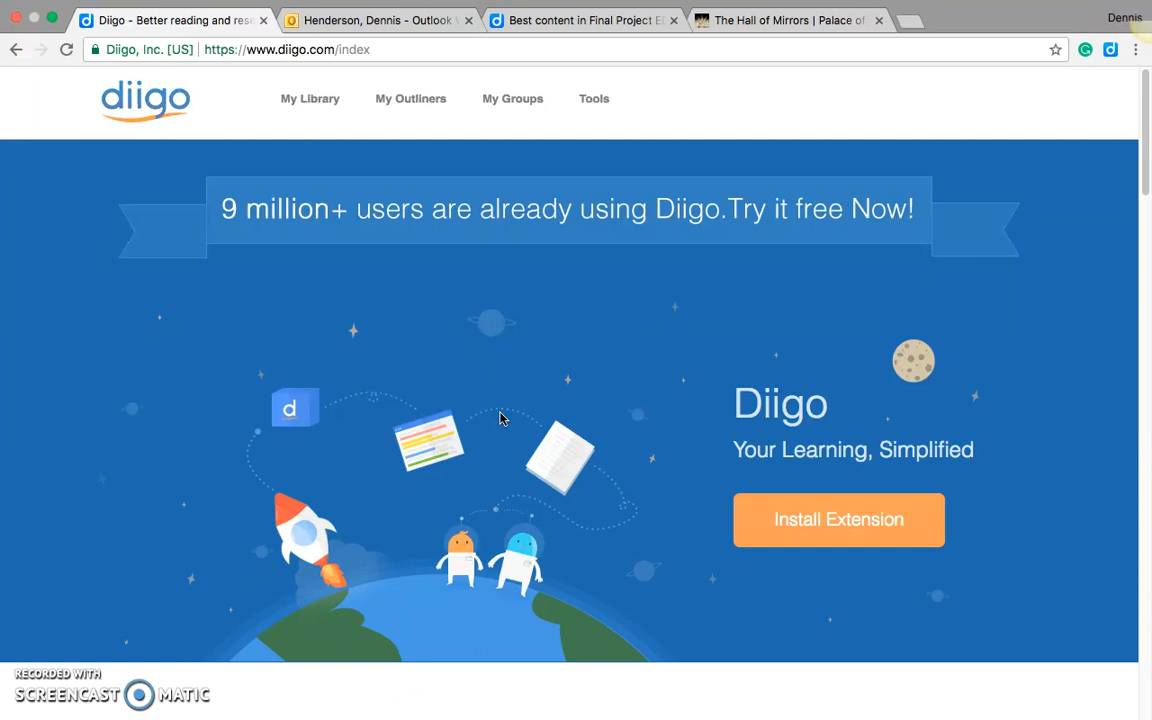 Diigo - Better reading and rese
Henderson, Dennis - Outlook
Best content in Final Project E
The Hall of Mirrors | Palace of
Dennis
Diigo, Inc. [US] | https://www.diigo.com/index
diigo
My Library
My Outliners
My Groups
Tools
9 million+ users are already using Diigo.Try it free Now!
d
Diigo
Your Learning, Simplified
Install Extension
RECORDED WITH
SCREENCAST MATIC